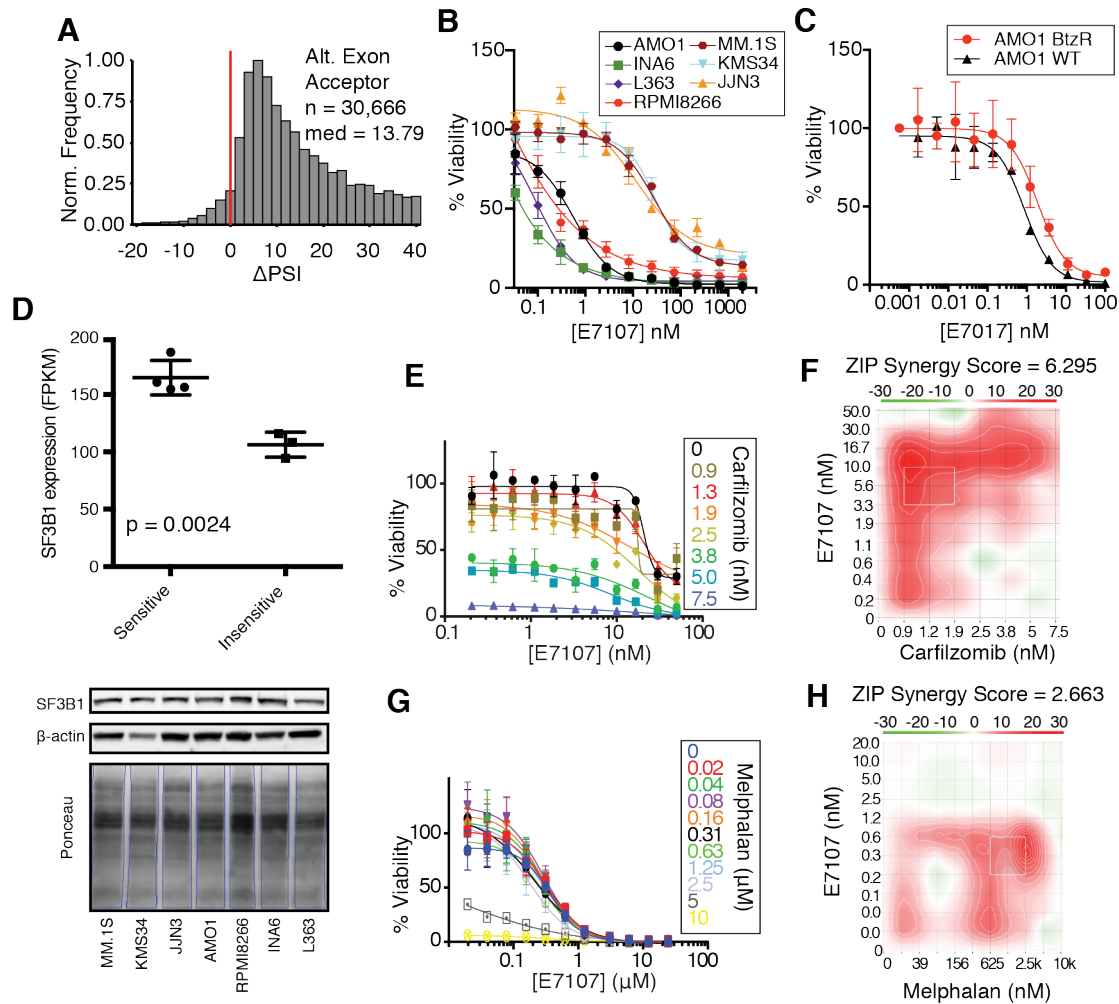 A
Alt. Exon
Acceptor
n = 30,666
med = 13.79
Norm. Frequency
1.00
0.75
0.50
0.25
0.00
-20 -10 0 10 20 30 40
ΔPSI
B
AMO1
INA6
L363
RPMI8266
MM.1S
KMS34
JJN3
% Viability
150
100
50
0
0.1 1 10 100 1000
[E7107] nM
C
AMO1 BtzR
AMO1 WT
% Viability
150
100
50
0
0.001 0.01 0.1 1 10 100
[E7017] nM
D
SF3B1 expression (FPKM)
200
150
100
50
0
p = 0.0024
Sensitive
Insensitive
SF3B1
β-actin
Ponceau
MM.1S
KMS34
JJN3
AMO1
RPMI8266
INA6
L363
E
% Viability
100
50
0
0.1 1 10 100
[E7107] (nM)
0
0.9
1.3
1.9
2.5
3.8
5.0
7.5
Carfilzomib (nM)
F
ZIP Synergy Score = 6.295
-30 -20 -10 0 10 20 30
E7107 (nM)
50.0
30.0
16.7
10.0
5.6
3.3
1.9
1.1
0.6
0.4
0.2
0
0 0.9 1.2 1.9 2.5 3.8 5 7.5
Carfilzomib (nM)
G
% Viability
100
50
0
0.1 1 10 100
[E7107] (μM)
0
0.02
0.04
0.08
0.16
0.31
0.63
1.25
2.5
5
10
Melphalan (μM)
H
ZIP Synergy Score = 2.663
-30 -20 -10 0 10 20 30
E7107 (nM)
20.0
10.0
5.0
2.5
1.2
0.6
0.3
0.2
0.1
0.0
0.0
0
0 39 156 625 2.5k 10k
Melphalan (nM)